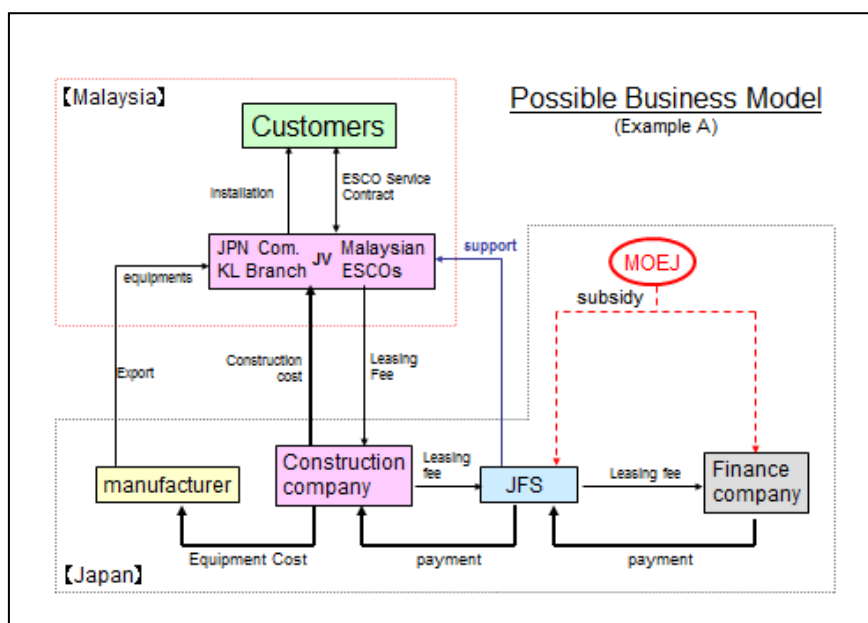 【Malaysia】
Possible Business Model
(Example A)
Customers
Installation
ESCO Service
Contract
JPN Com.
KL Branch
JV
Malaysian
ESCOs
support
MOEJ
equipments
subsidy
Construction
cost
Leasing
Fee
Export
manufacturer
Construction
company
Leasing
fee
JFS
Leasing fee
Finance
company
Equipment Cost
payment
payment
【Japan】